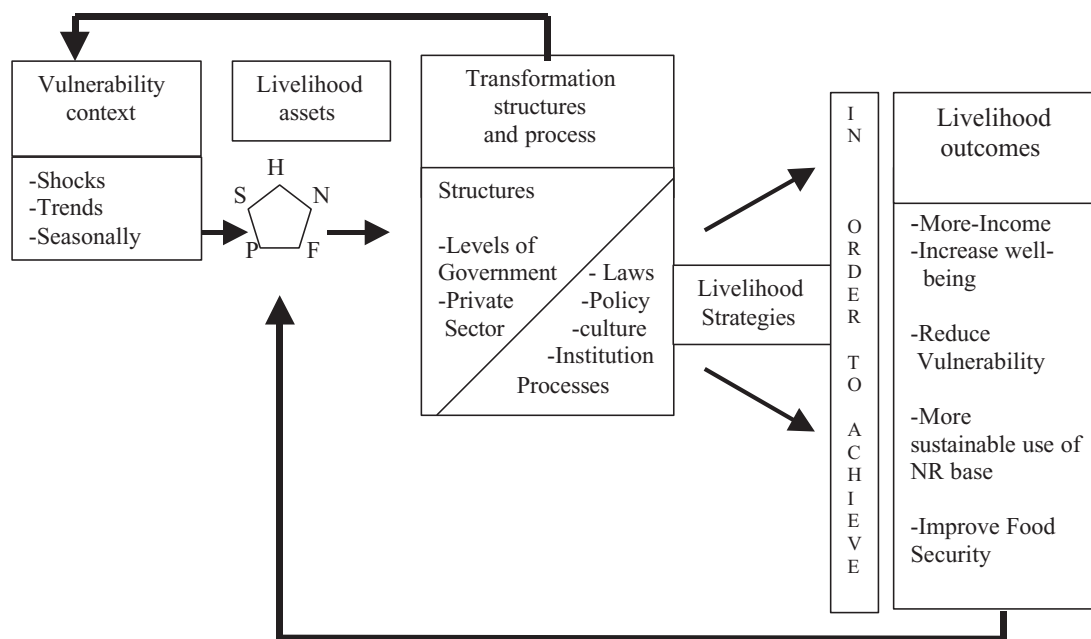 Vulnerability
context
-Shocks
-Trends
-Seasonally
Livelihood
assets
H
S
N
P
F
Transformation
structures
and process
Structures
-Levels of
Government
-Private
Sector
- Laws
-Policy
-culture
-Institution
Processes
Livelihood
Strategies
I
N
O
R
D
E
R
T
O
A
C
H
I
E
V
E
Livelihood
outcomes
-More-Income
-Increase well-
being
-Reduce
Vulnerability
-More
sustainable use of
NR base
-Improve Food
Security